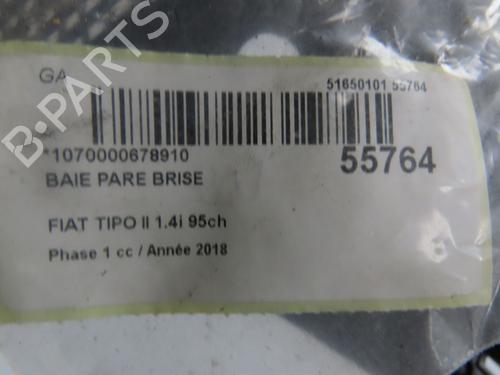 GA
51650101 55764
*1070000678910
55764
BAIE PARE BRISE
FIAT TIPO II 1.4i 95ch
Phase 1 cc / Année 2018
B-PARTS